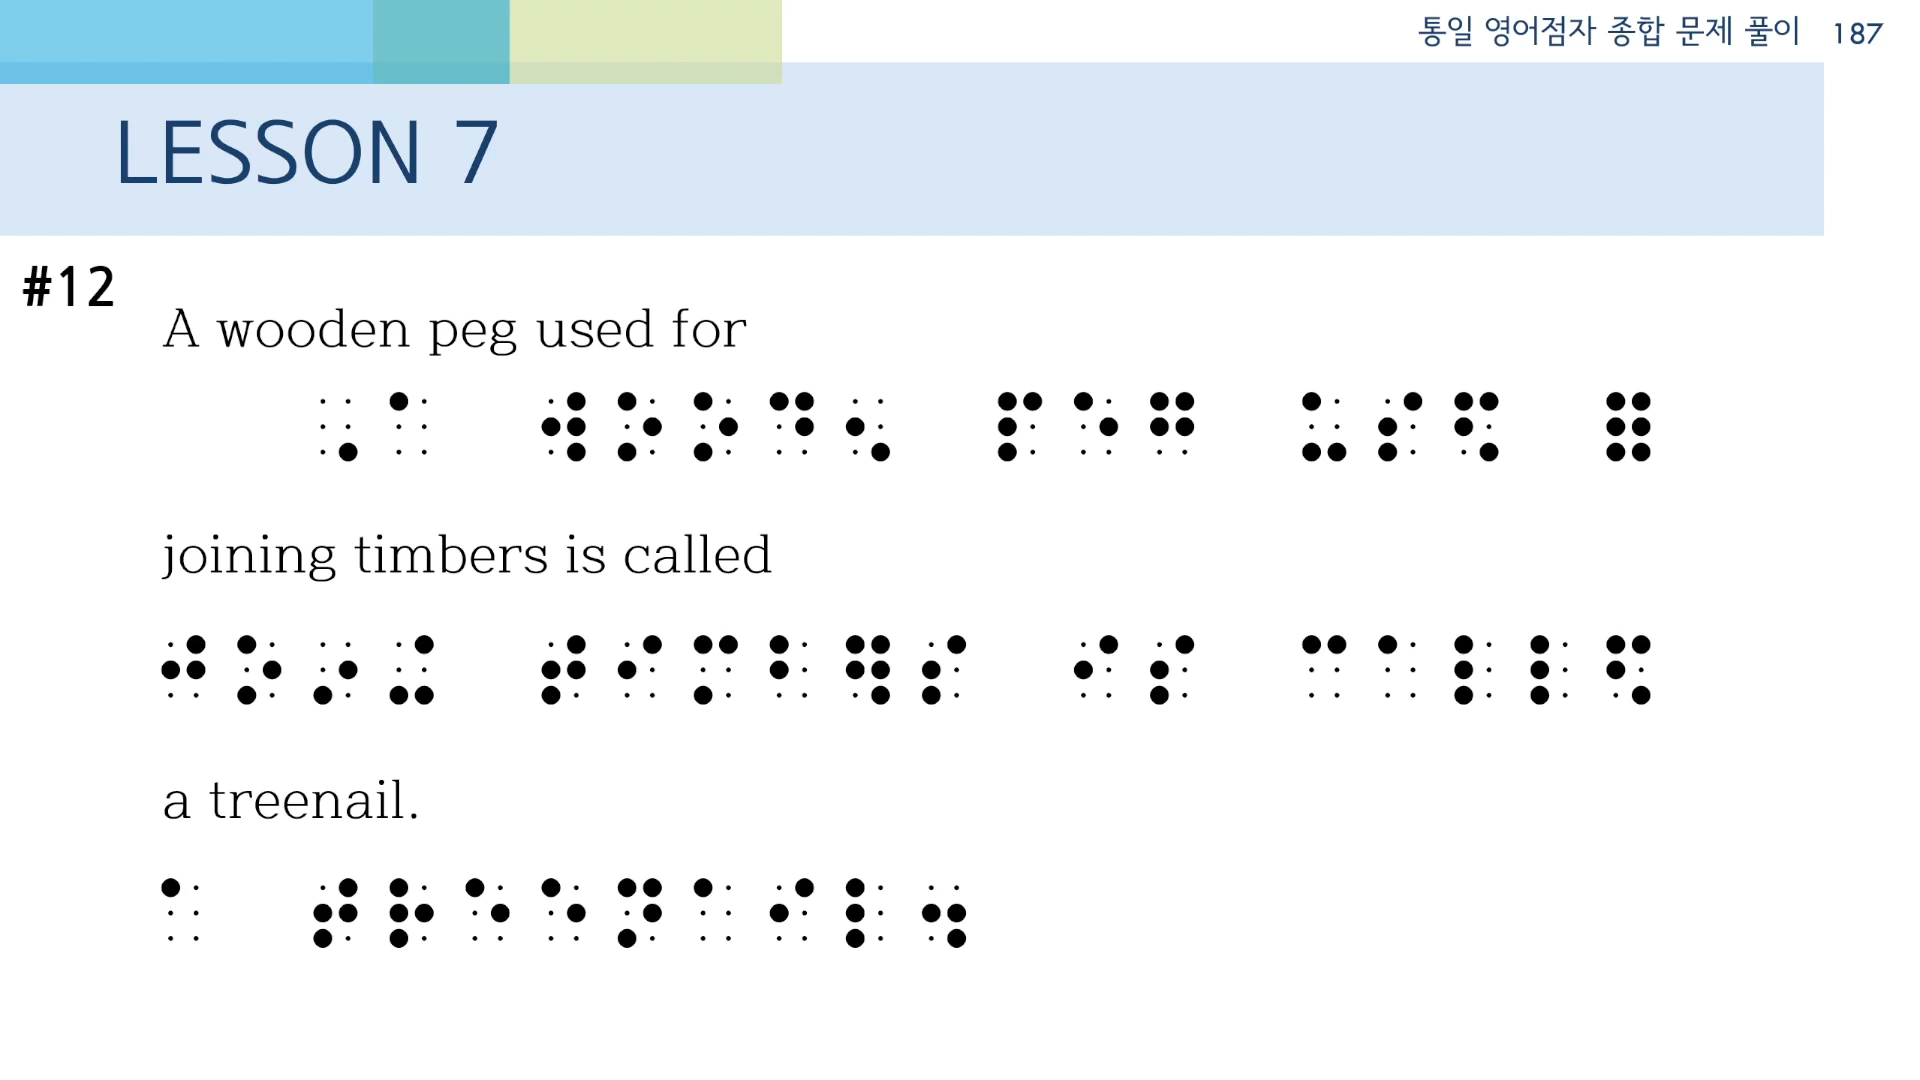 통일 영어점자 종합 문제 풀이 187
LESSON 7
#12
A wooden peg used for
⠠⠁ ⠺⠕⠕⠙⠢ ⠏⠑⠛ ⠥⠎⠫ ⠿
joining timbers is called
⠚⠕⠔⠬ ⠞⠊⠍⠃⠻⠎ ⠊⠎ ⠉⠁⠇⠇⠫
a treenail.
⠁ ⠞⠗⠑⠑⠝⠁⠊⠇⠲